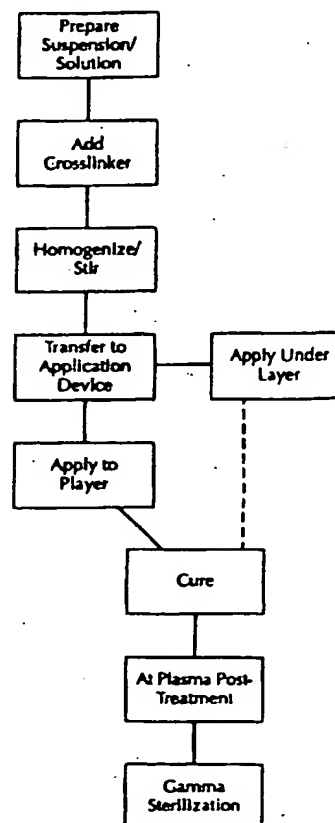 Prepare
Suspension/
Solution
Add
Crosslinker
Homogenize/
Stir
Transfer to
Application
Device
Apply Under
Layer
Apply to
Player
Cure
At Plasma Post-
Treatment
Gamma
Sterilization